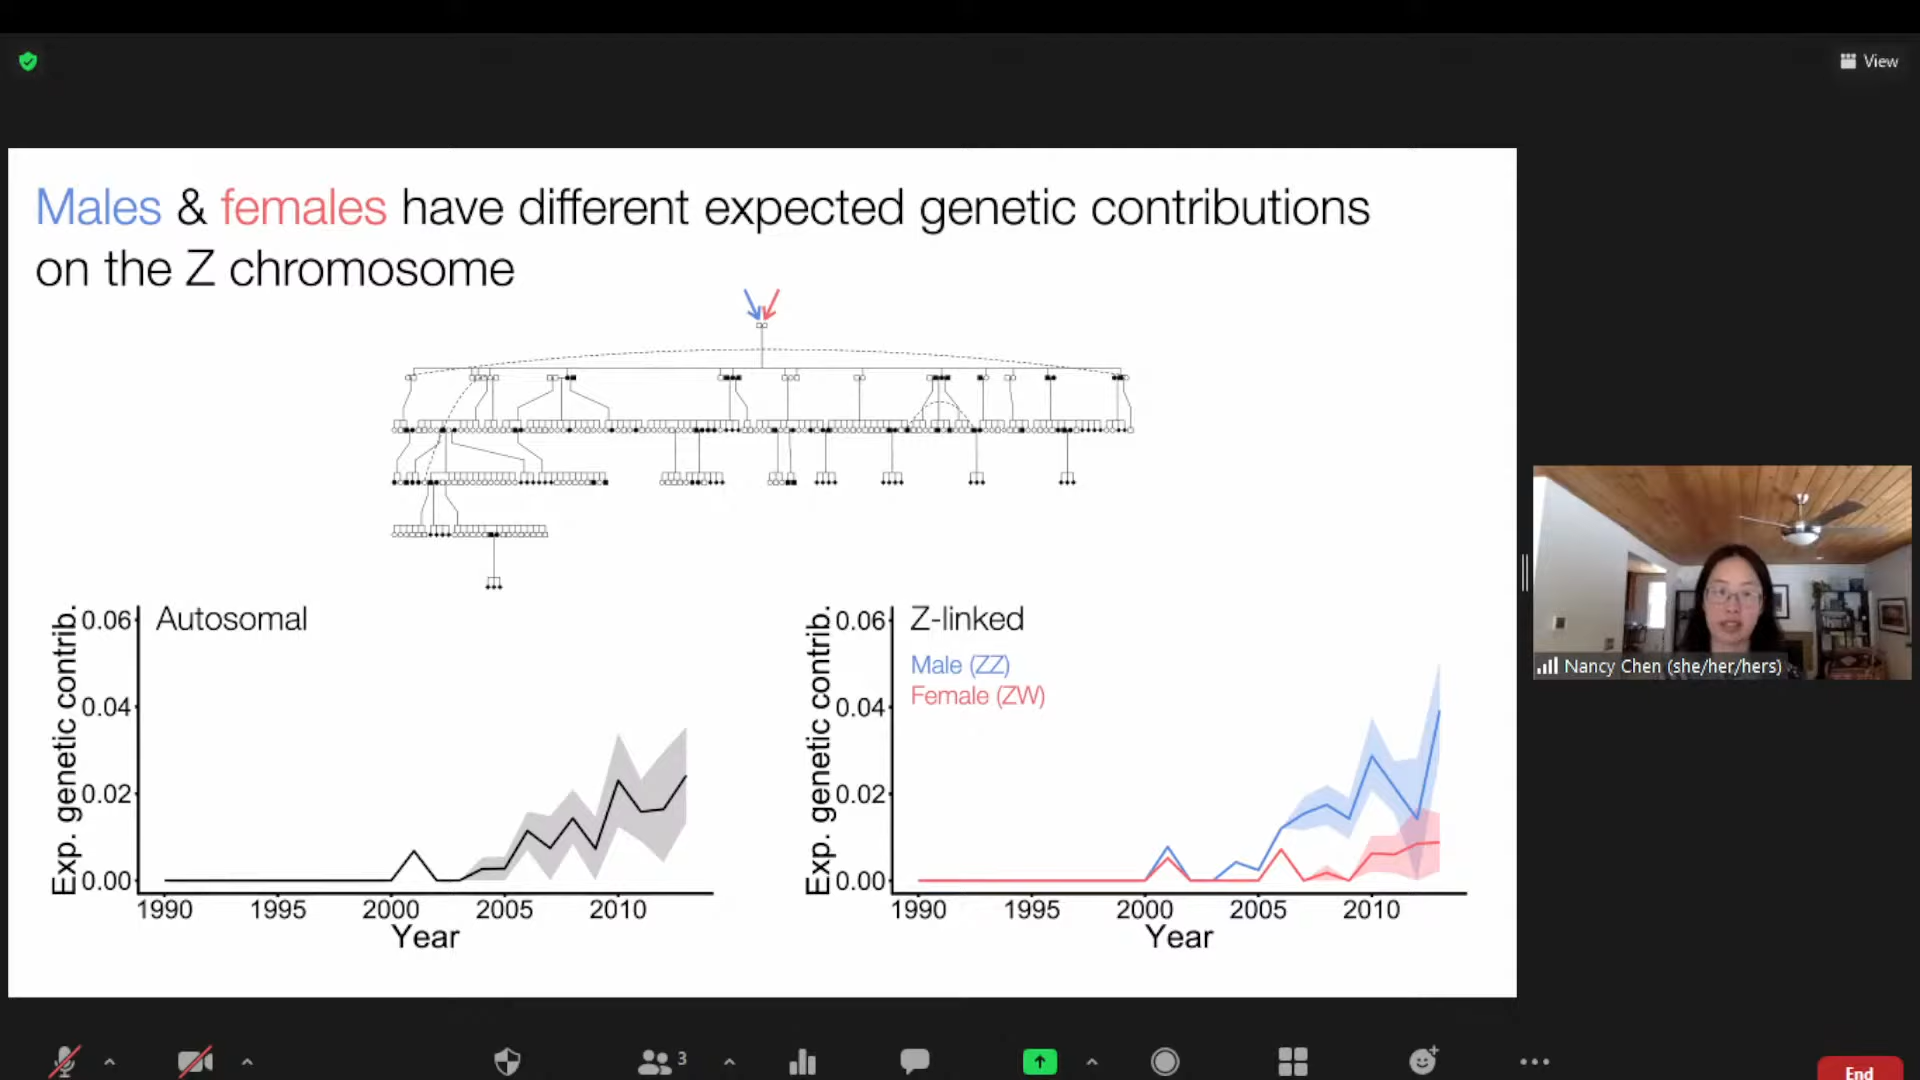 View
Males & females have different expected genetic contributions
on the Z chromosome
Exp. genetic contrib.
0.06
0.04
0.02
0.00
Autosomal
1990 1995 2000 2005 2010
Year
Exp. genetic contrib.
0.06
0.04
0.02
0.00
Z-linked
Male (ZZ)
Female (ZW)
1990 1995 2000 2005 2010
Year
Nancy Chen (she/her/hers)
3
End